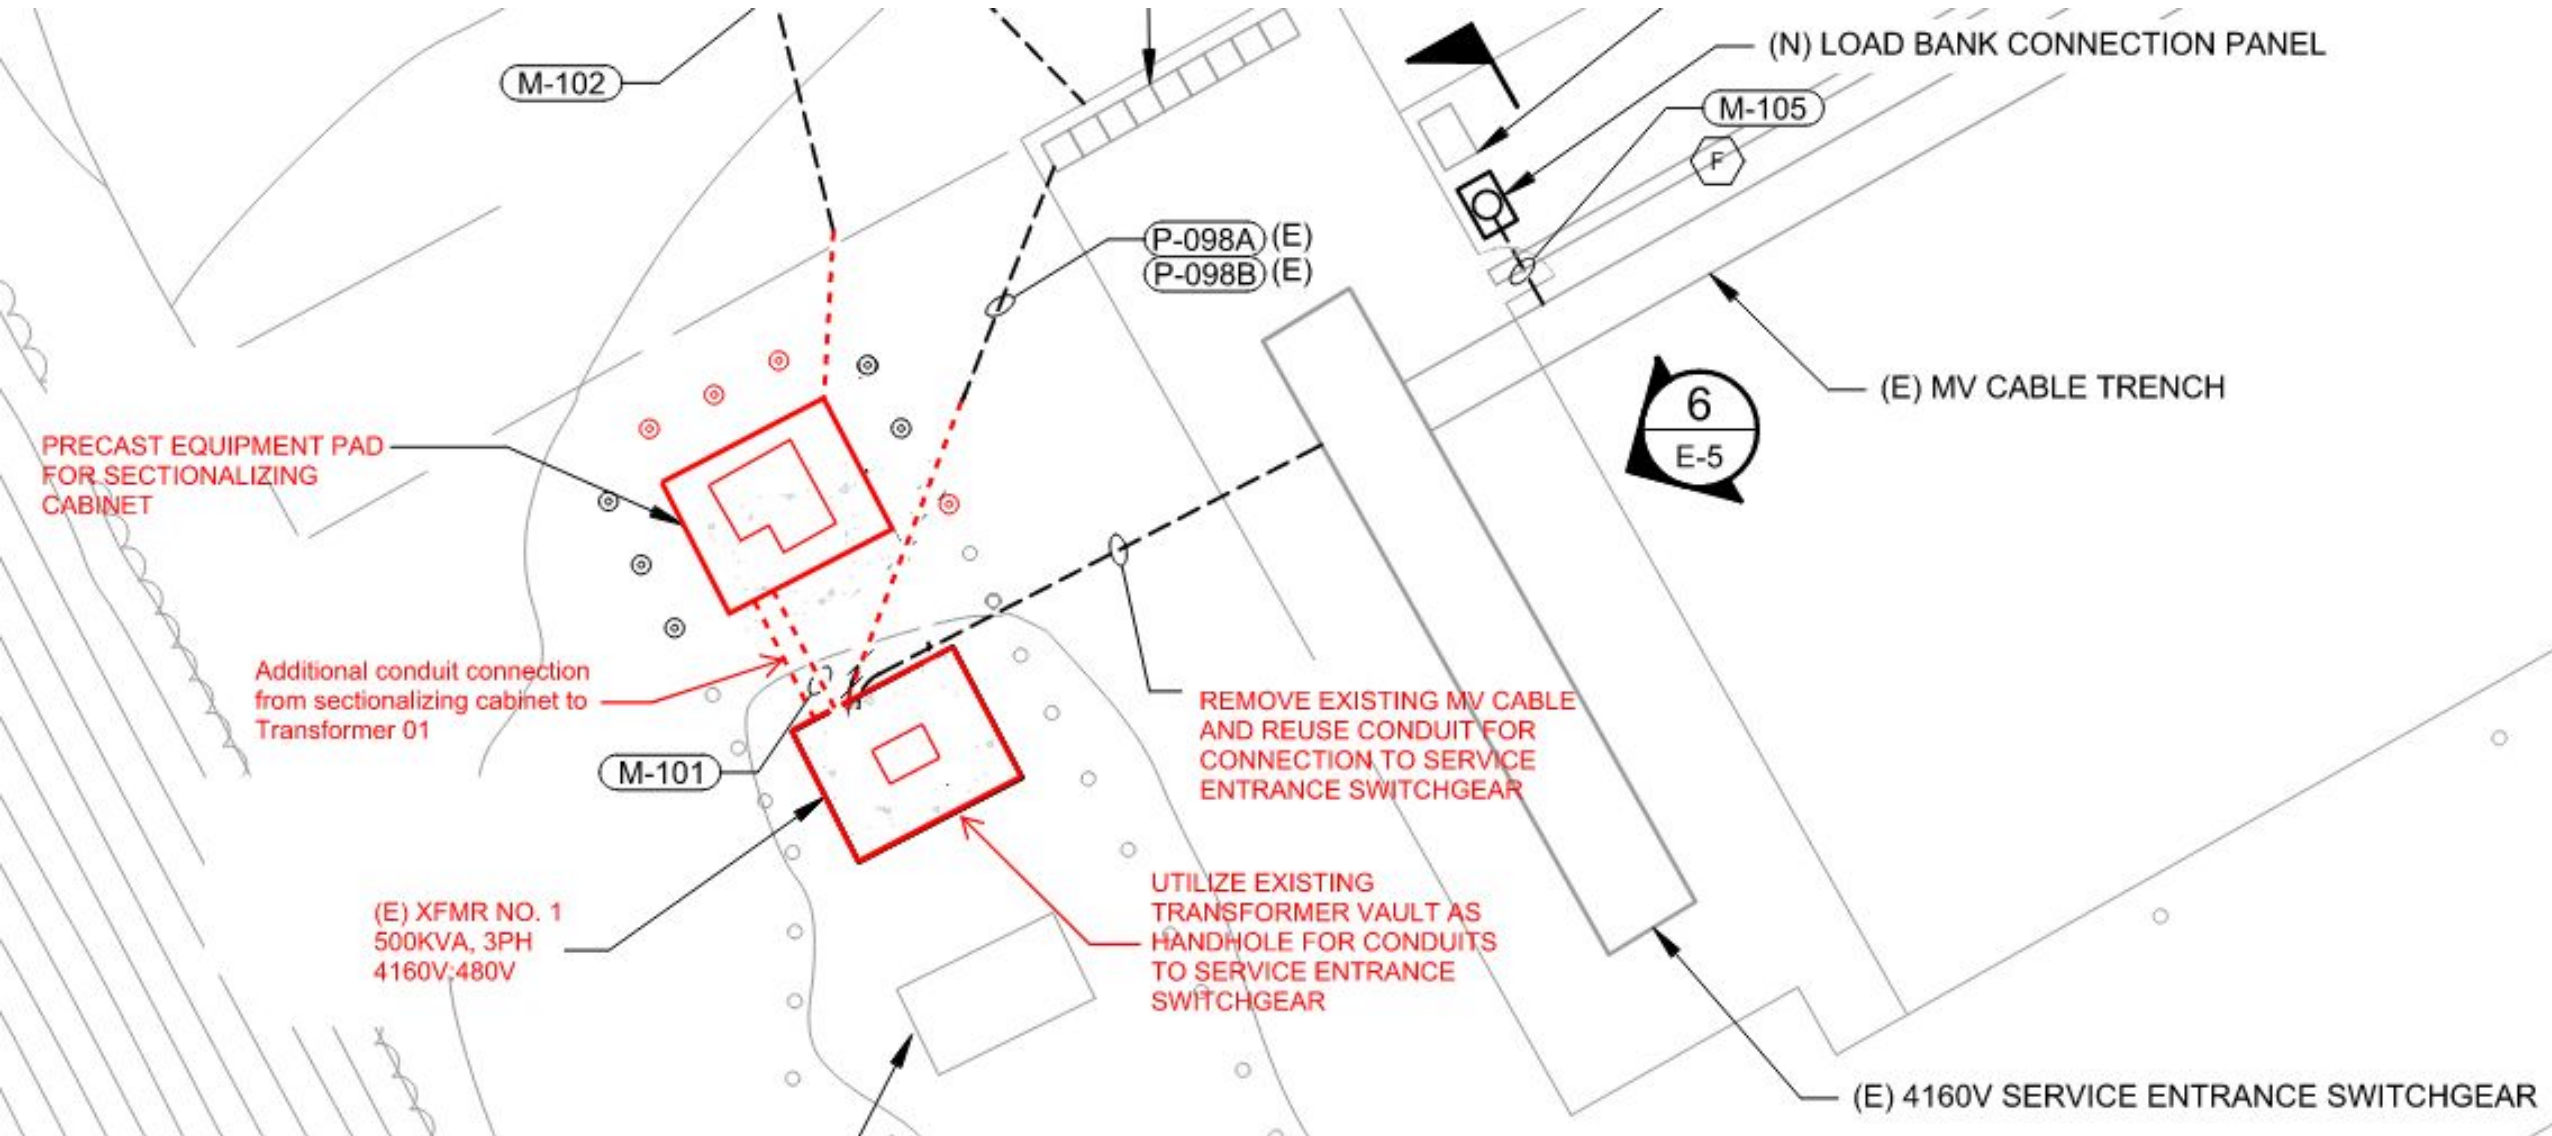 (N) LOAD BANK CONNECTION PANEL
M-102
M-105
F
P-098A (E)
P-098B (E)
(E) MV CABLE TRENCH
6
E-5
PRECAST EQUIPMENT PAD
FOR SECTIONALIZING
CABINET
Additional conduit connection
from sectionalizing cabinet to
Transformer 01
M-101
REMOVE EXISTING MV CABLE
AND REUSE CONDUIT FOR
CONNECTION TO SERVICE
ENTRANCE SWITCHGEAR
(E) XFMR NO. 1
500KVA, 3PH
4160V:480V
UTILIZE EXISTING
TRANSFORMER VAULT AS
HANDHOLE FOR CONDUITS
TO SERVICE ENTRANCE
SWITCHGEAR
(E) 4160V SERVICE ENTRANCE SWITCHGEAR